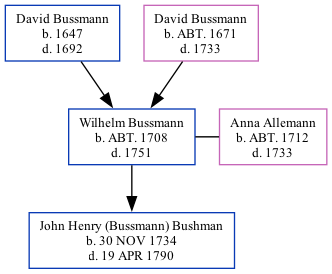 David Bussmann
b. 1647
d. 1692
David Bussmann
b. ABT. 1671
d. 1733
Wilhelm Bussmann
b. ABT. 1708
d. 1751
Anna Allemann
b. ABT. 1712
d. 1733
John Henry (Bussmann) Bushman
b. 30 NOV 1734
d. 19 APR 1790